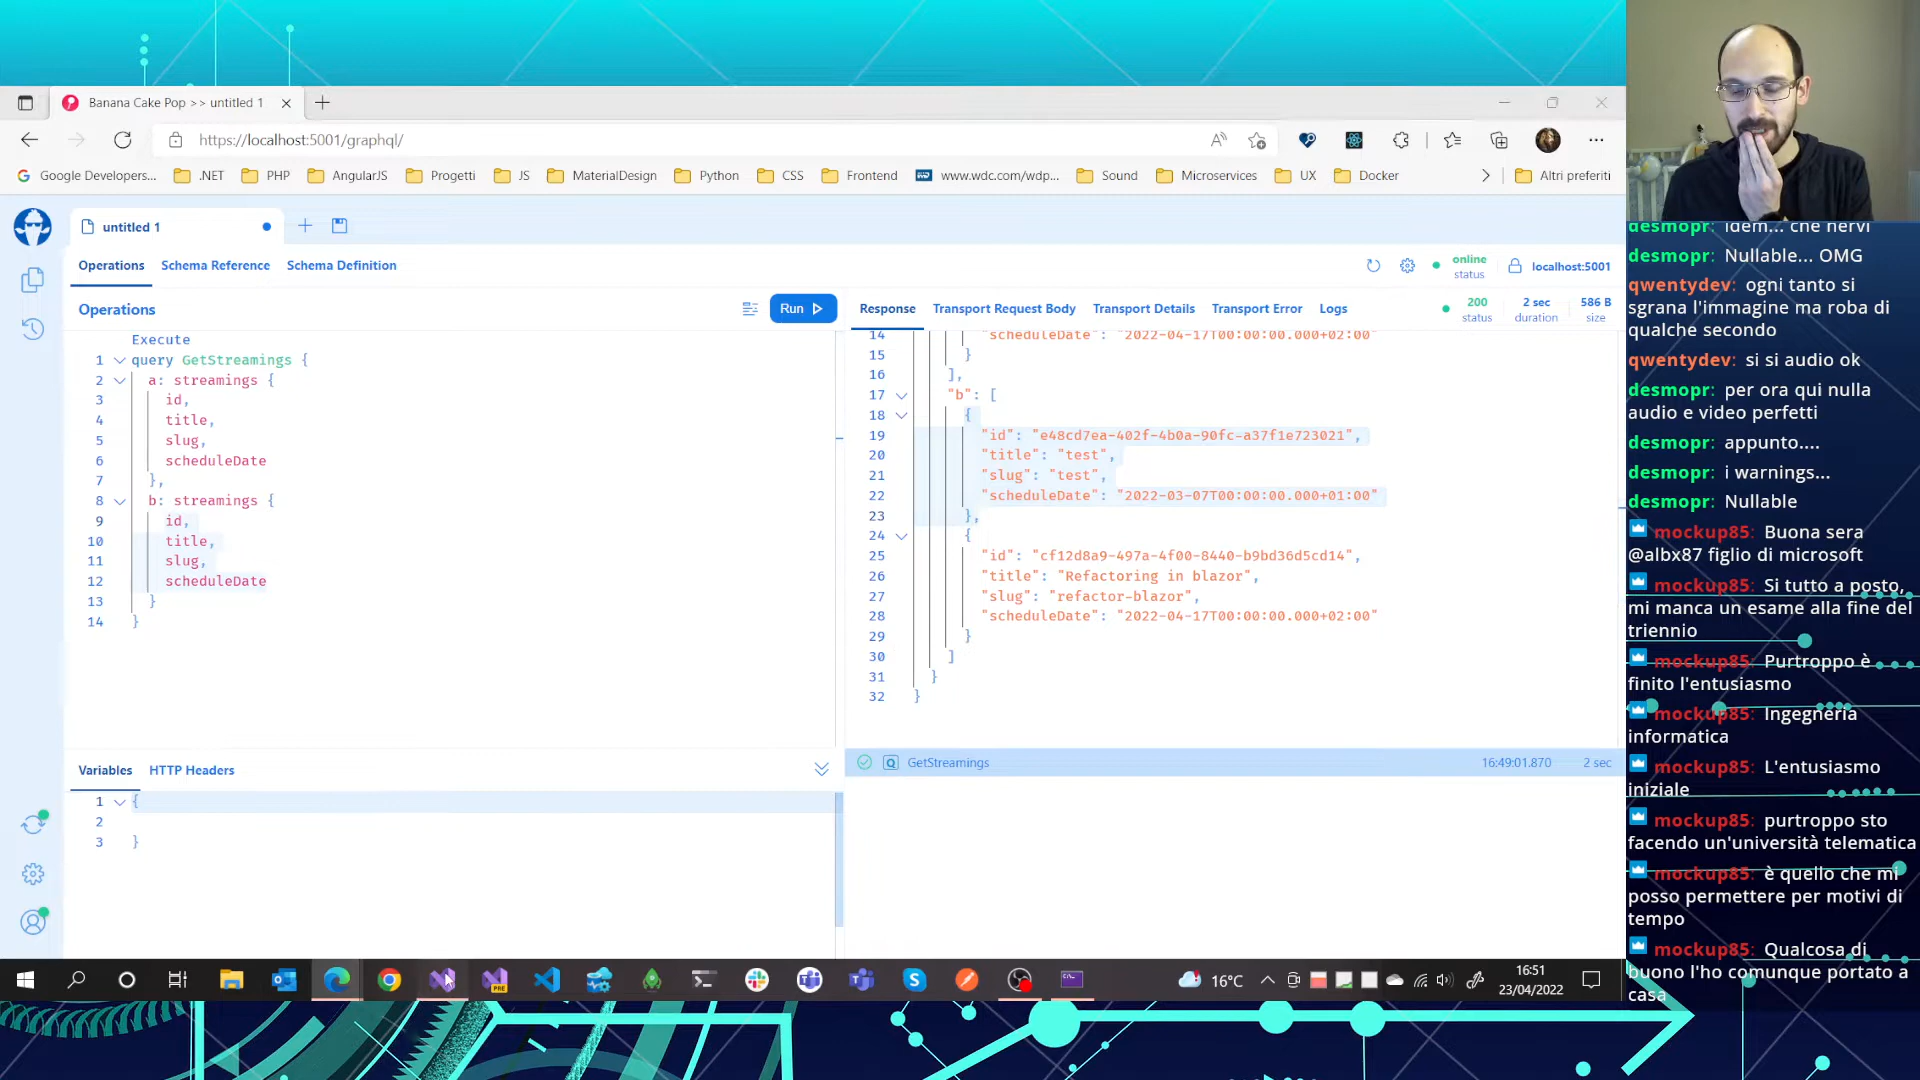 Banana Cake Pop >> untitled 1
https://localhost:5001/graphql/
Google Developers...
.NET
PHP
AngularJS
Progetti
JS
MaterialDesign
Python
CSS
Frontend
www.wdc.com/wdp...
Sound
Microservices
UX
Docker
Altri preferiti
untitled 1
Operations
Schema Reference
Schema Definition
online
status
localhost:5001
Operations
Run
Response
Transport Request Body
Transport Details
Transport Error
Logs
200
status
2 sec
duration
586 B
size
Execute
1 query GetStreamings {
2 a: streamings {
3 id,
4 title,
5 slug,
6 scheduleDate
7 },
8 b: streamings {
9 id,
10 title,
11 slug,
12 scheduleDate
13 }
14 }
14 "scheduleDate": "2022-04-17T00:00:00.000+02:00"
15 }
16 ],
17 "b": [
18 {
19 "id": "e48cd7ea-402f-4b0a-90fc-a37f1e723021",
20 "title": "test",
21 "slug": "test",
22 "scheduleDate": "2022-03-07T00:00:00.000+01:00"
23 },
24 {
25 "id": "cf12d8a9-497a-4f00-8440-b9bd36d5cd14",
26 "title": "Refactoring in blazor",
27 "slug": "refactor-blazor",
28 "scheduleDate": "2022-04-17T00:00:00.000+02:00"
29 }
30 ]
31 }
32 }
Variables
HTTP Headers
1 {
2
3 }
Q
GetStreamings
16:49:01.870
2 sec
PRE
16°C
16:51
23/04/2022
desmopr: idem... che nervi
desmopr: Nullable... OMG
qwentydev: ogni tanto si
sgrana l'immagine ma roba di
qualche secondo
qwentydev: si si audio ok
desmopr: per ora qui nulla
audio e video perfetti
desmopr: appunto....
desmopr: i warnings...
desmopr: Nullable
mockup85: Buona sera
@albx87 figlio di microsoft
mockup85: Si tutto a posto,
mi manca un esame alla fine del
triennio
mockup85: Purtroppo è
finito l'entusiasmo
mockup85: Ingegneria
informatica
mockup85: L'entusiasmo
iniziale
mockup85: purtroppo sto
facendo un'università telematica
mockup85: è quello che mi
posso permettere per motivi di
tempo
mockup85: Qualcosa di
buono l'ho comunque portato a
casa